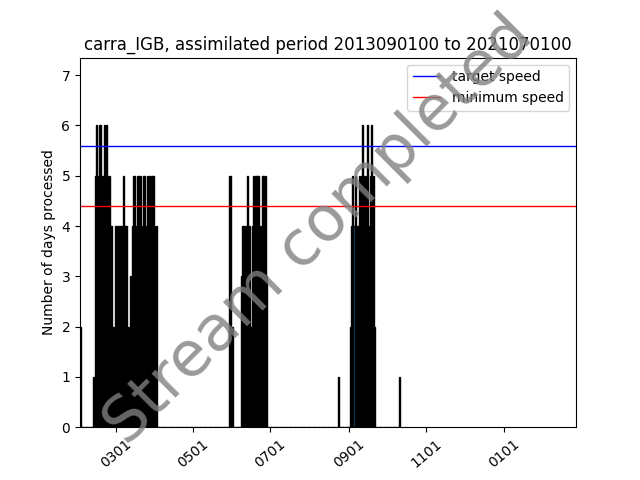 carra_IGB, assimilated period 2013090100 to 2021070100
target speed
minimum speed
Stream completed
Number of days processed
7
6
5
4
3
2
1
0
0301
0501
0701
0901
1101
0101